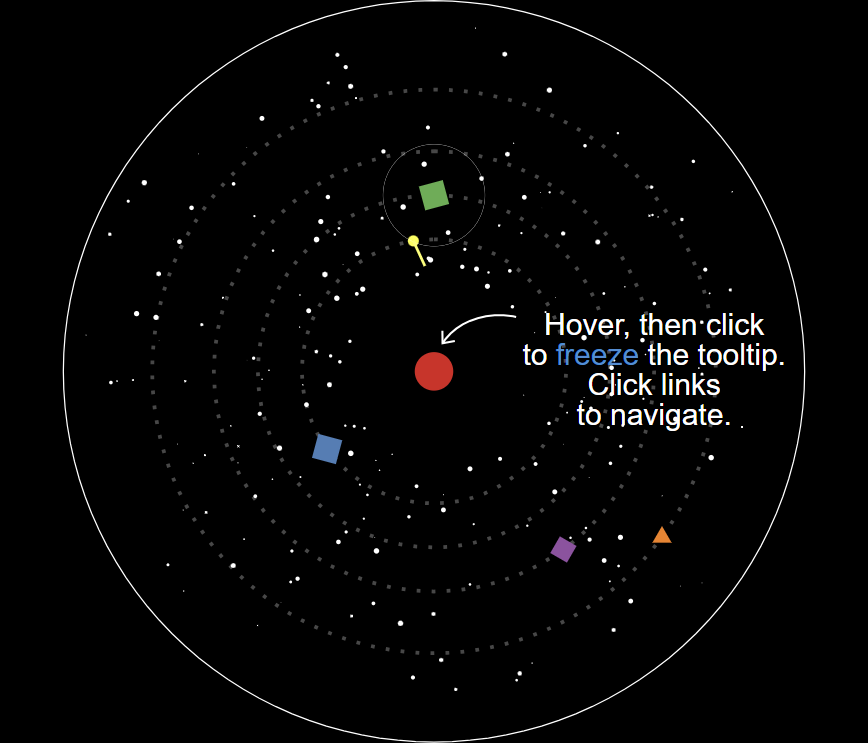 Hover, then click
to freeze the tooltip.
Click links
to navigate.